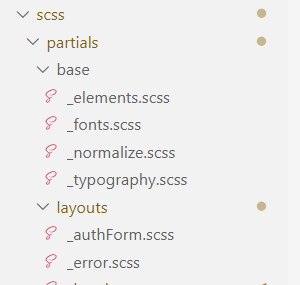 scss
partials
base
_elements.scss
_fonts.scss
_normalize.scss
_typography.scss
layouts
_authForm.scss
_error.scss